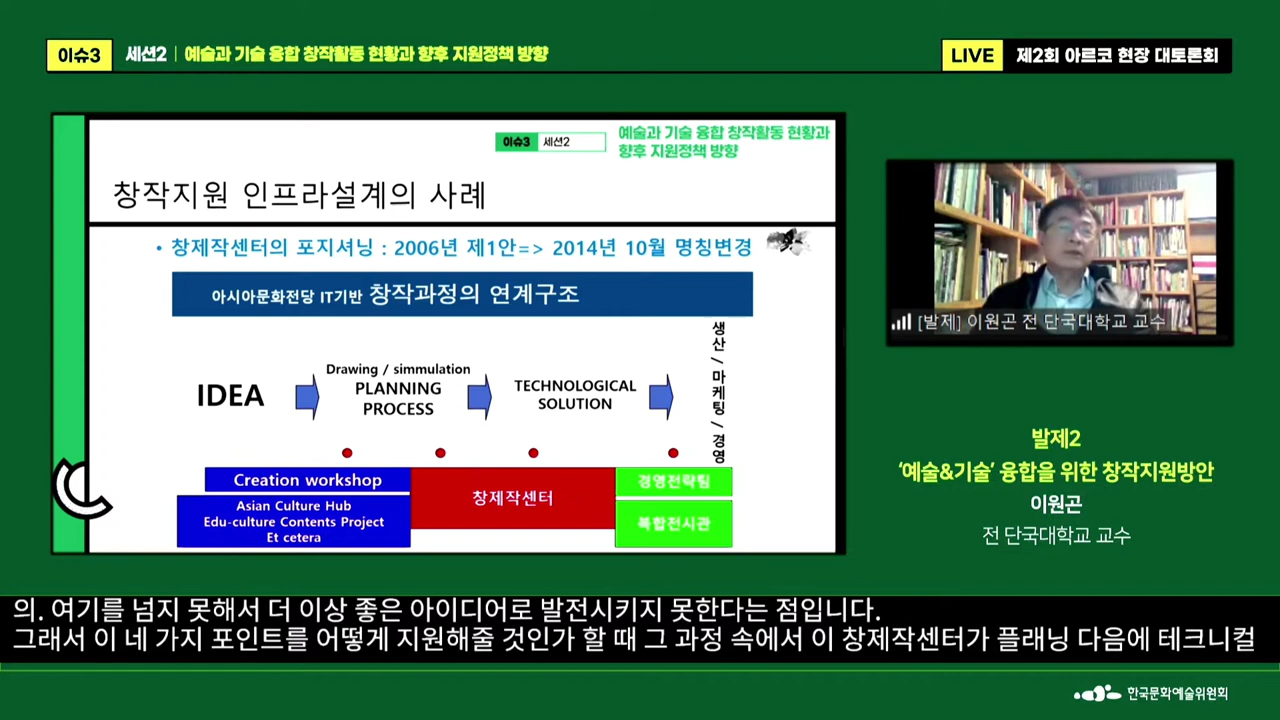 이슈3
세션2 | 예술과 기술 융합 창작활동 현황과 향후 지원정책 방향
LIVE
제2회 아르코 현장 대토론회
이슈3
세션2
예술과 기술 융합 창작활동 현황과
향후 지원정책 방향
창작지원 인프라설계의 사례
• 창제작센터의 포지셔닝 : 2006년 제1안=> 2014년 10월 명칭변경
아시아문화전당 IT기반 창작과정의 연계구조
IDEA
Drawing / simmulation
PLANNING
PROCESS
TECHNOLOGICAL
SOLUTION
생산 / 마케팅 / 경영
Creation workshop
Asian Culture Hub
Edu-culture Contents Project
Et cetera
창제작센터
경영전략팀
복합전시관
[발제] 이원곤 전 단국대학교 교수
발제2
‘예술&기술’ 융합을 위한 창작지원방안
이원곤
전 단국대학교 교수
의. 여기를 넘지 못해서 더 이상 좋은 아이디어로 발전시키지 못한다는 점입니다.
그래서 이 네 가지 포인트를 어떻게 지원해줄 것인가 할 때 그 과정 속에서 이 창제작센터가 플래닝 다음에 테크니컬
한국문화예술위원회